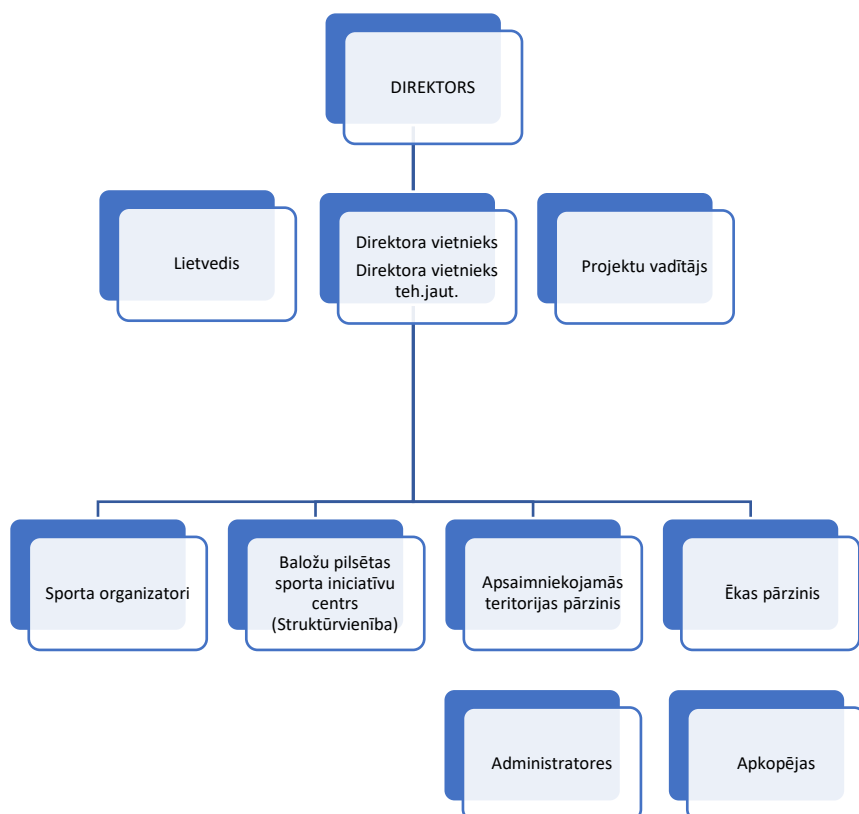 DIREKTORS
Lietvedis
Direktora vietnieks
Direktora vietnieks
teh.jaut.
Projektu vadītājs
Sporta organizatori
Baložu pilsētas
sporta iniciatīvu
centrs
(Struktūrvienība)
Apsaimniekojamās
teritorijas pārzinis
Ēkas pārzinis
Administratores
Apkopējas